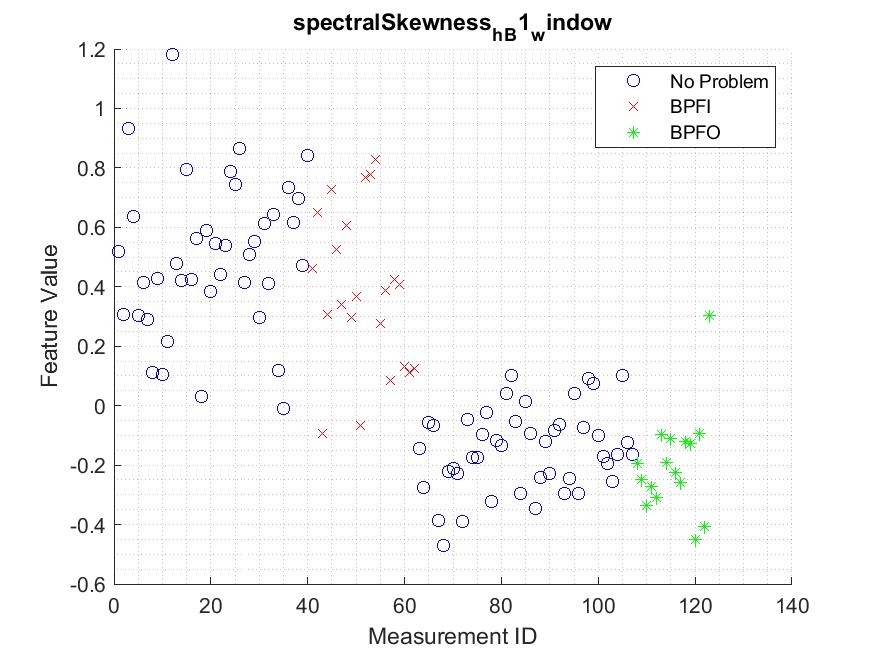 spectralSkewness_hB1_window
No Problem
BPFI
BPFO
1.2
1
0.8
0.6
0.4
0.2
0
-0.2
-0.4
-0.6
Feature Value
0 20 40 60 80 100 120 140
Measurement ID